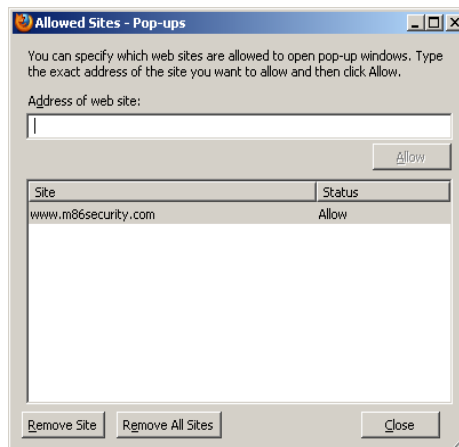 Allowed Sites - Pop-ups
You can specify which web sites are allowed to open pop-up windows. Type
the exact address of the site you want to allow and then click Allow.
Address of web site:
Allow
Site Status
www.m86security.com Allow
Remove Site Remove All Sites Close